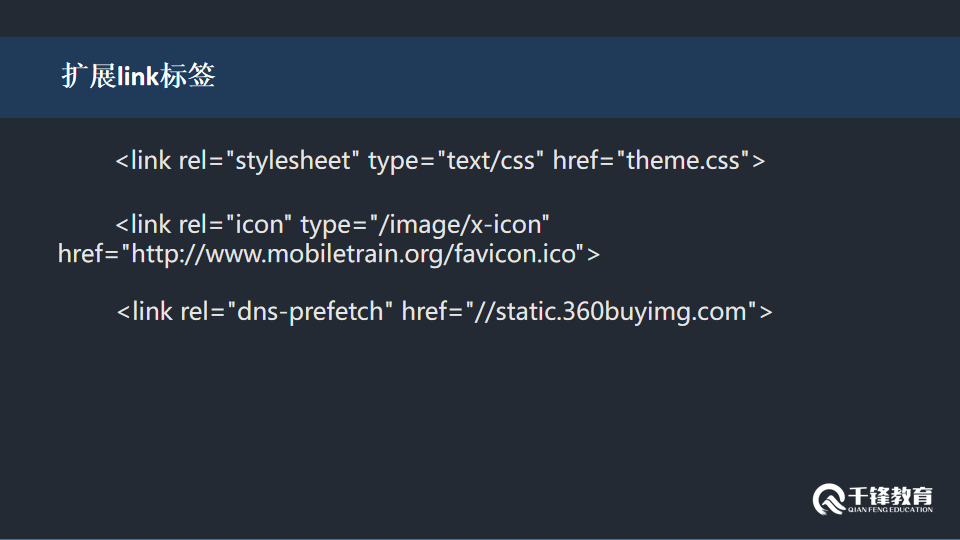 扩展link标签
<link rel="stylesheet" type="text/css" href="theme.css">
<link rel="icon" type="/image/x-icon"
href="http://www.mobiletrain.org/favicon.ico">
<link rel="dns-prefetch" href="//static.360buyimg.com">
千锋教育
QIAN FENG EDUCATION